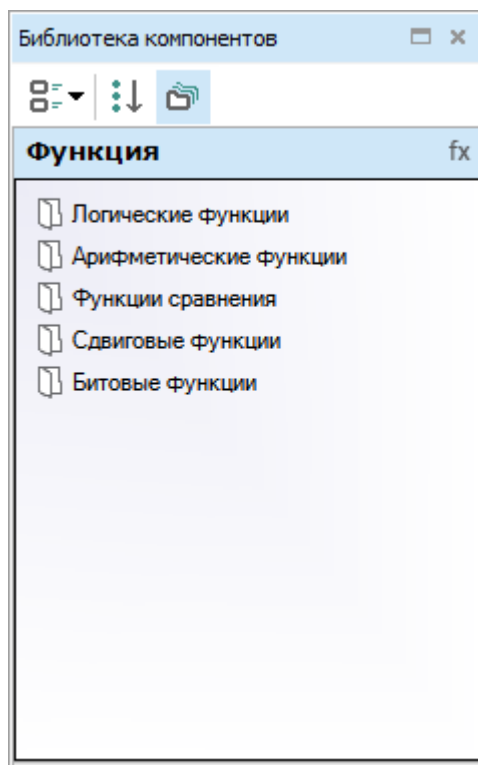 Библиотека компонентов
Функция fx
Логические функции
Арифметические функции
Функции сравнения
Сдвиговые функции
Битовые функции